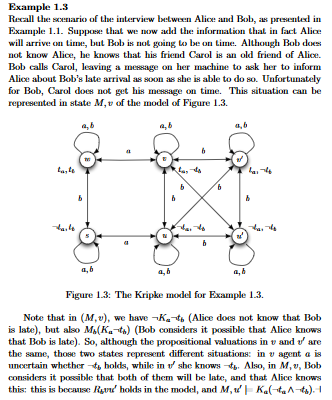 Example 1.3
Recall the scenario of the interview between Alice and Bob, as presented in
Example 1.1. Suppose that we now add the information that in fact Alice
will arrive on time, but Bob is not going to be on time. Although Bob does
not know Alice, he knows that his friend Carol is an old friend of Alice.
Bob calls Carol, leaving a message on her machine to ask her to inform
Alice about Bob's late arrival as soon as she is able to do so. Unfortunately
for Bob, Carol does not get his message on time. This situation can be
represented in state M, v of the model of Figure 1.3.
a, b a, b a, b
w a v b v'
tₐ, t_b tₐ, ¬t_b tₐ, ¬t_b
b b
b b b
¬tₐ, t_b ¬tₐ, ¬t_b ¬tₐ, ¬t_b
s a u b u'
a, b a, b a, b
Figure 1.3: The Kripke model for Example 1.3.
Note that in (M, v), we have ¬Kₐ¬t_b (Alice does not know that Bob
is late), but also M_b(Kₐ¬t_b) (Bob considers it possible that Alice knows
that Bob is late). So, although the propositional valuations in v and v' are
the same, those two states represent different situations: in v agent a is
uncertain whether ¬t_b holds, while in v' she knows ¬t_b. Also, in M, v, Bob
considers it possible that both of them will be late, and that Alice knows
this: this is because R_bvu' holds in the model, and M, u' |= Kₐ(¬tₐ∧¬t_b).